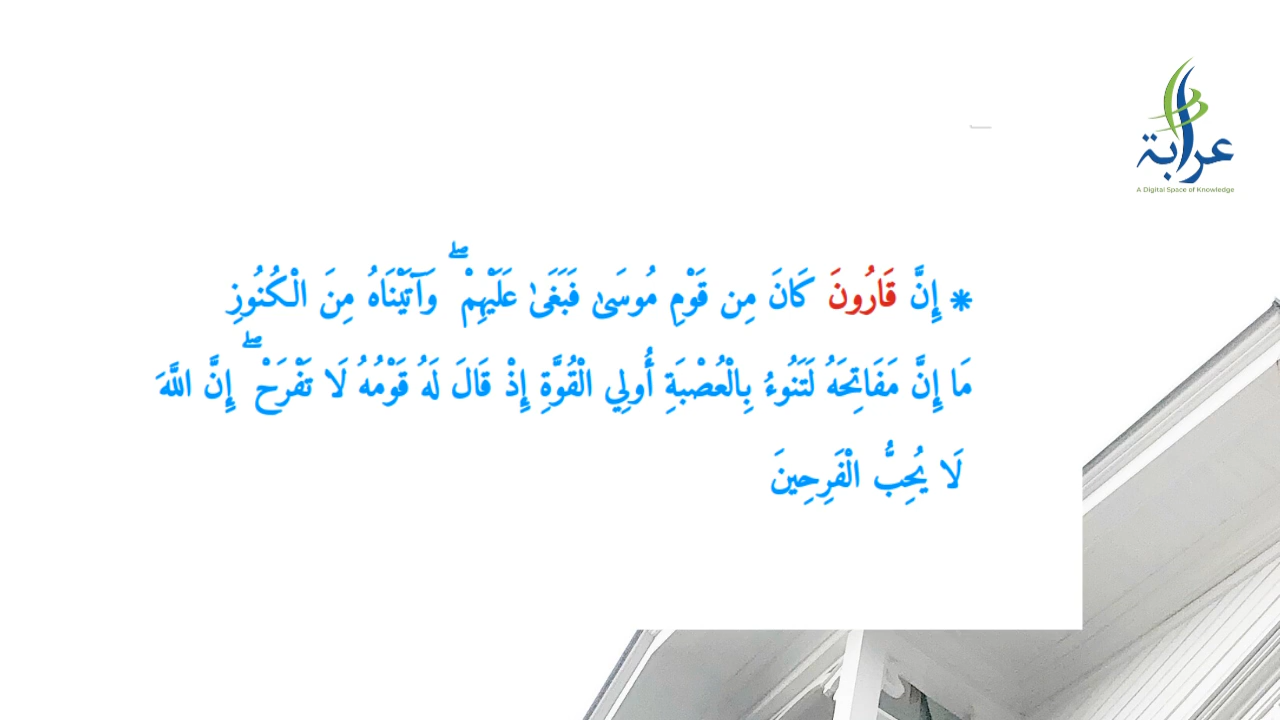 عرابة
A Digital Space of Knowledge
* إِنَّ قَارُونَ كَانَ مِن قَوْمِ مُوسَىٰ فَبَغَىٰ عَلَيْهِمْ ۖ وَآتَيْنَاهُ مِنَ الْكُنُوزِ
مَا إِنَّ مَفَاتِحَهُ لَتَنُوءُ بِالْعُصْبَةِ أُولِي الْقُوَّةِ إِذْ قَالَ لَهُ قَوْمُهُ لَا تَفْرَحْ ۖ إِنَّ اللَّهَ
لَا يُحِبُّ الْفَرِحِينَ